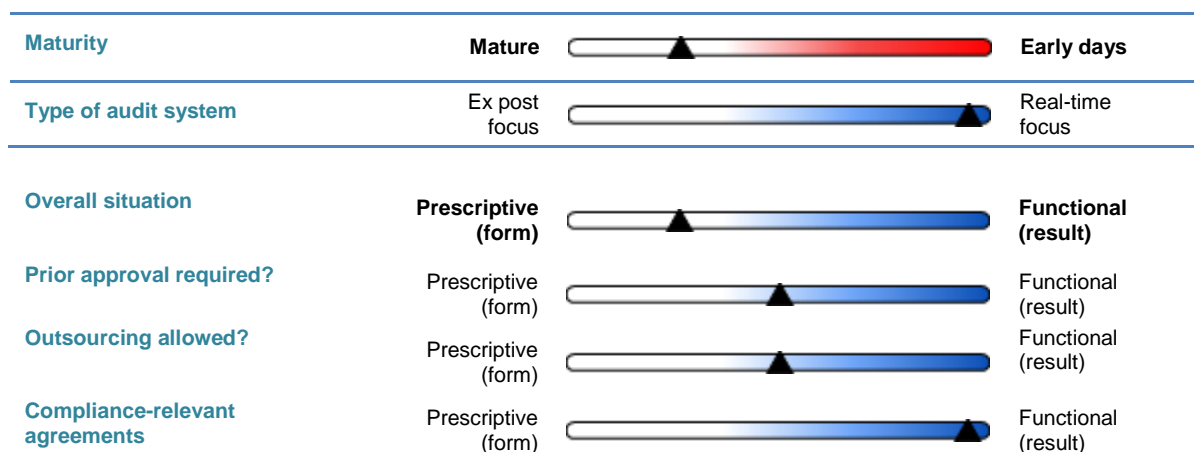 Maturity
Mature
Early days
Type of audit system
Ex post
focus
Real-time
focus
Overall situation
Prescriptive
(form)
Functional
(result)
Prior approval required?
Prescriptive
(form)
Functional
(result)
Outsourcing allowed?
Prescriptive
(form)
Functional
(result)
Compliance-relevant
agreements
Prescriptive
(form)
Functional
(result)